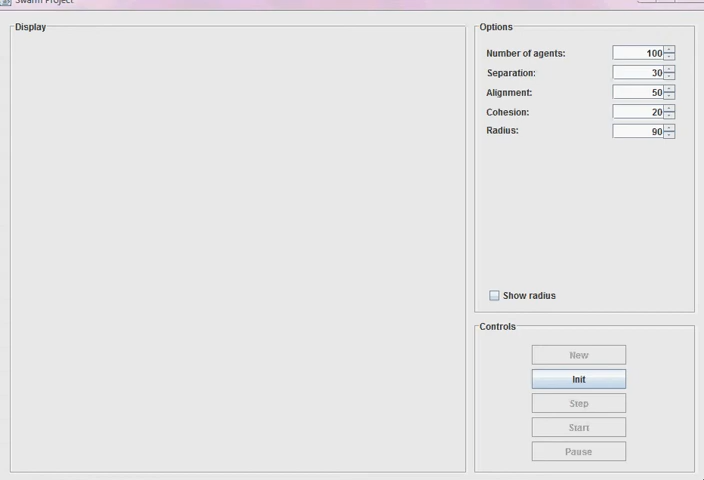 Swarm Project
Display
Options
Number of agents: 100
Separation: 30
Alignment: 50
Cohesion: 20
Radius: 90
Show radius
Controls
New
Init
Step
Start
Pause